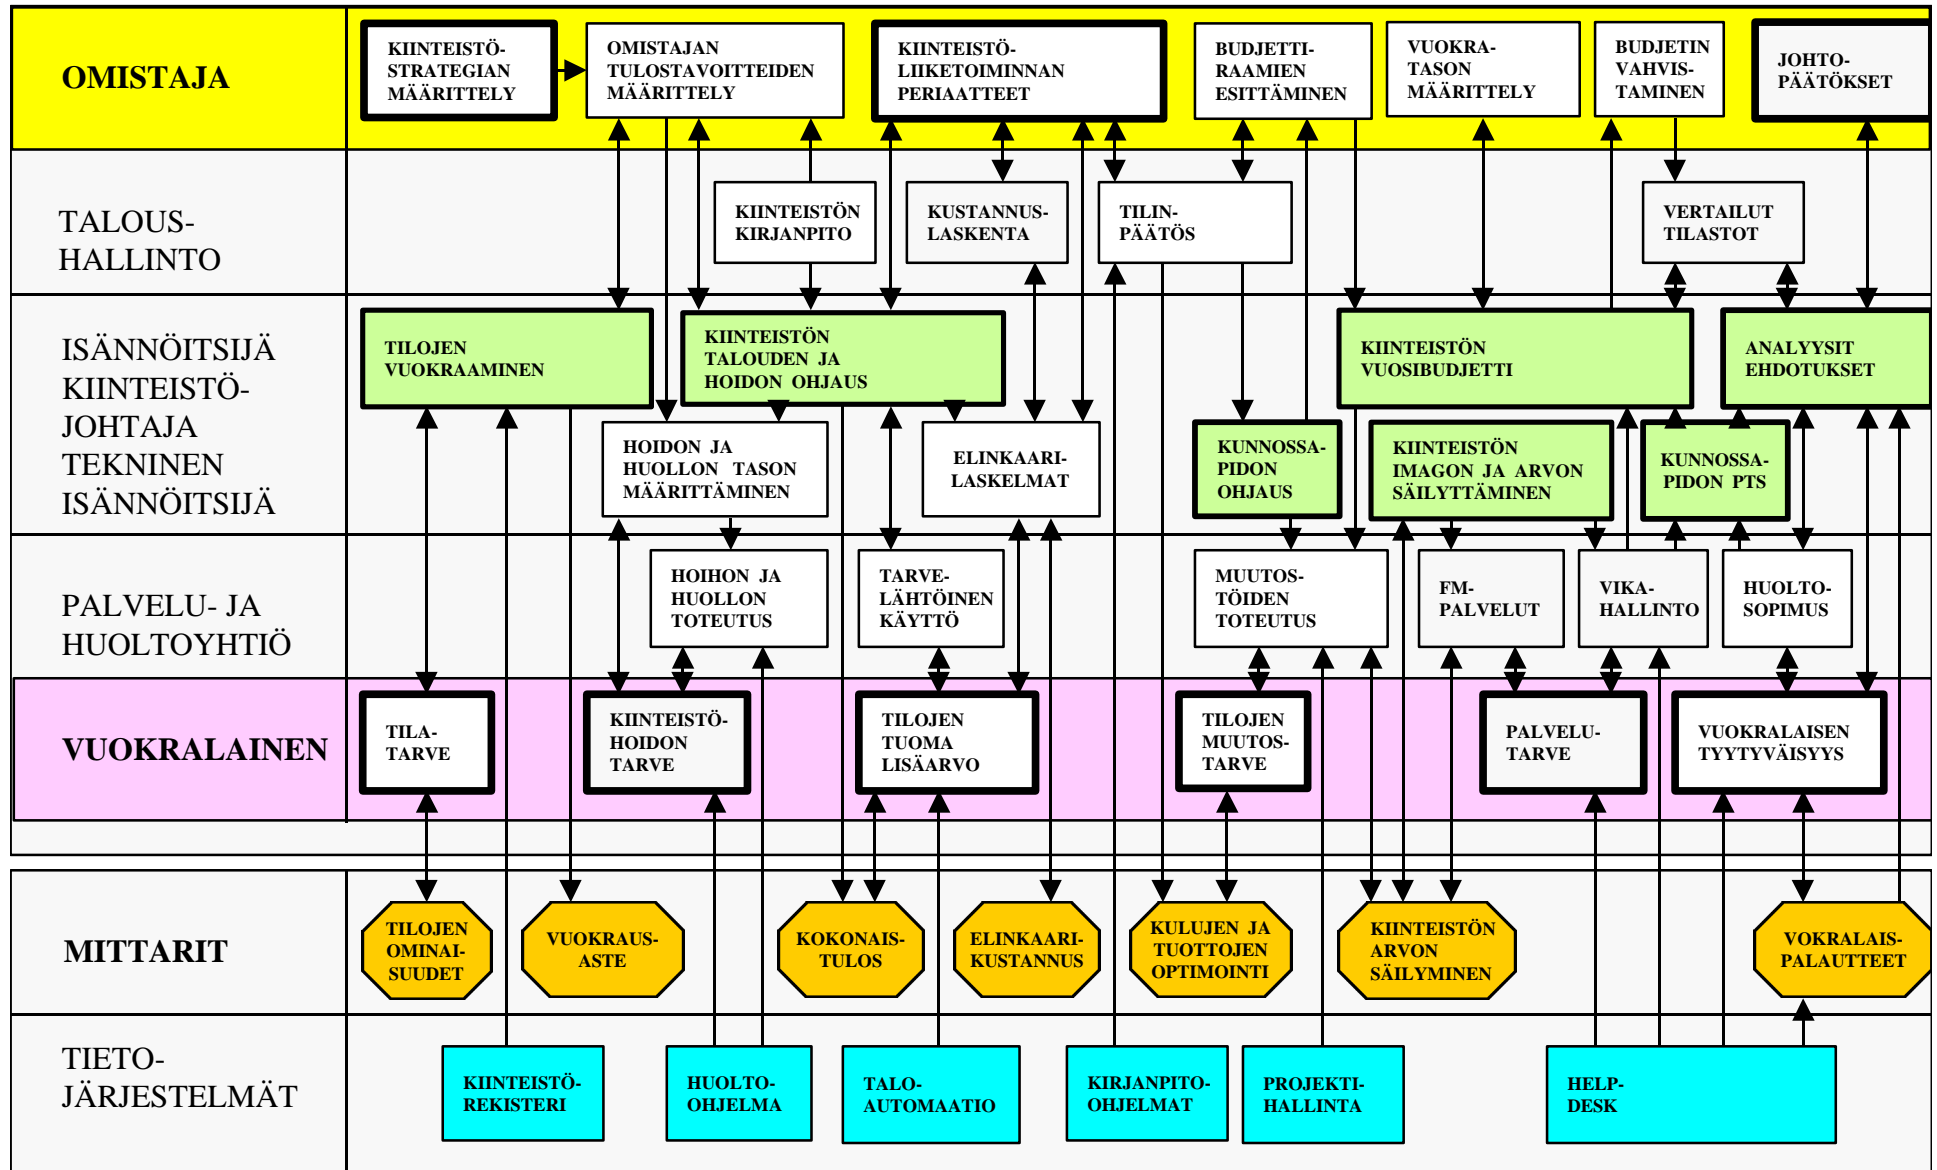 OMISTAJA
KIINTEISTÖ-
STRATEGIAN
MÄÄRITTELY
OMISTAJAN
TULOSTAVOITTEIDEN
MÄÄRITTELY
KIINTEISTÖ-
LIIKETOIMINNAN
PERIAATTEET
BUDJETTI-
RAAMIEN
ESITTÄMINEN
VUOKRA-
TASON
MÄÄRITTELY
BUDJETIN
VAHVIS-
TAMINEN
JOHTO-
PÄÄTÖKSET
TALOUS-
HALLINTO
KIINTEISTÖN
KIRJANPITO
KUSTANNUS-
LASKENTA
TILIN-
PÄÄTÖS
VERTAILUT
TILASTOT
ISÄNNÖITSIJÄ
KIINTEISTÖ-
JOHTAJA
TEKNINEN
ISÄNNÖITSIJÄ
TILOJEN
VUOKRAAMINEN
KIINTEISTÖN
TALOUDEN JA
HOIDON OHJAUS
KIINTEISTÖN
VUOSIBUDJETTI
ANALYYSIT
EHDOTUKSET
HOIDON JA
HUOLLON TASON
MÄÄRITTÄMINEN
ELINKAARI-
LASKELMAT
KUNNOSSA-
PIDON
OHJAUS
KIINTEISTÖN
IMAGON JA ARVON
SÄILYTTÄMINEN
KUNNOSSA-
PIDON PTS
PALVELU- JA
HUOLTOYHTIÖ
HOIHON JA
HUOLLON
TOTEUTUS
TARVE-
LÄHTÖINEN
KÄYTTÖ
MUUTOS-
TÖIDEN
TOTEUTUS
FM-
PALVELUT
VIKA-
HALLINTO
HUOLTO-
SOPIMUS
VUOKRALAINEN
TILA-
TARVE
KIINTEISTÖ-
HOIDON
TARVE
TILOJEN
TUOMA
LISÄARVO
TILOJEN
MUUTOS-
TARVE
PALVELU-
TARVE
VUOKRALAISEN
TYYTYVÄISYYS
MITTARIT
TILOJEN
OMINAI-
SUUDET
VUOKRAUS-
ASTE
KOKONAIS-
TULOS
ELINKAARI-
KUSTANNUS
KULUJEN JA
TUOTTOJEN
OPTIMOINTI
KIINTEISTÖN
ARVON
SÄILYMINEN
VOKRALAIS-
PALAUTTEET
TIETO-
JÄRJESTELMÄT
KIINTEISTÖ-
REKISTERI
HUOLTO-
OHJELMA
TALO-
AUTOMAATIO
KIRJANPITO-
OHJELMAT
PROJEKTI-
HALLINTA
HELP-
DESK